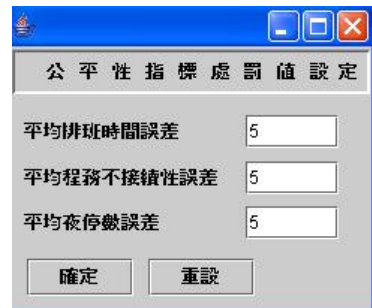 公平性指標處罰值設定
平均排班時間誤差 5
平均程務不接續性誤差 5
平均夜停數誤差 5
確定 重設